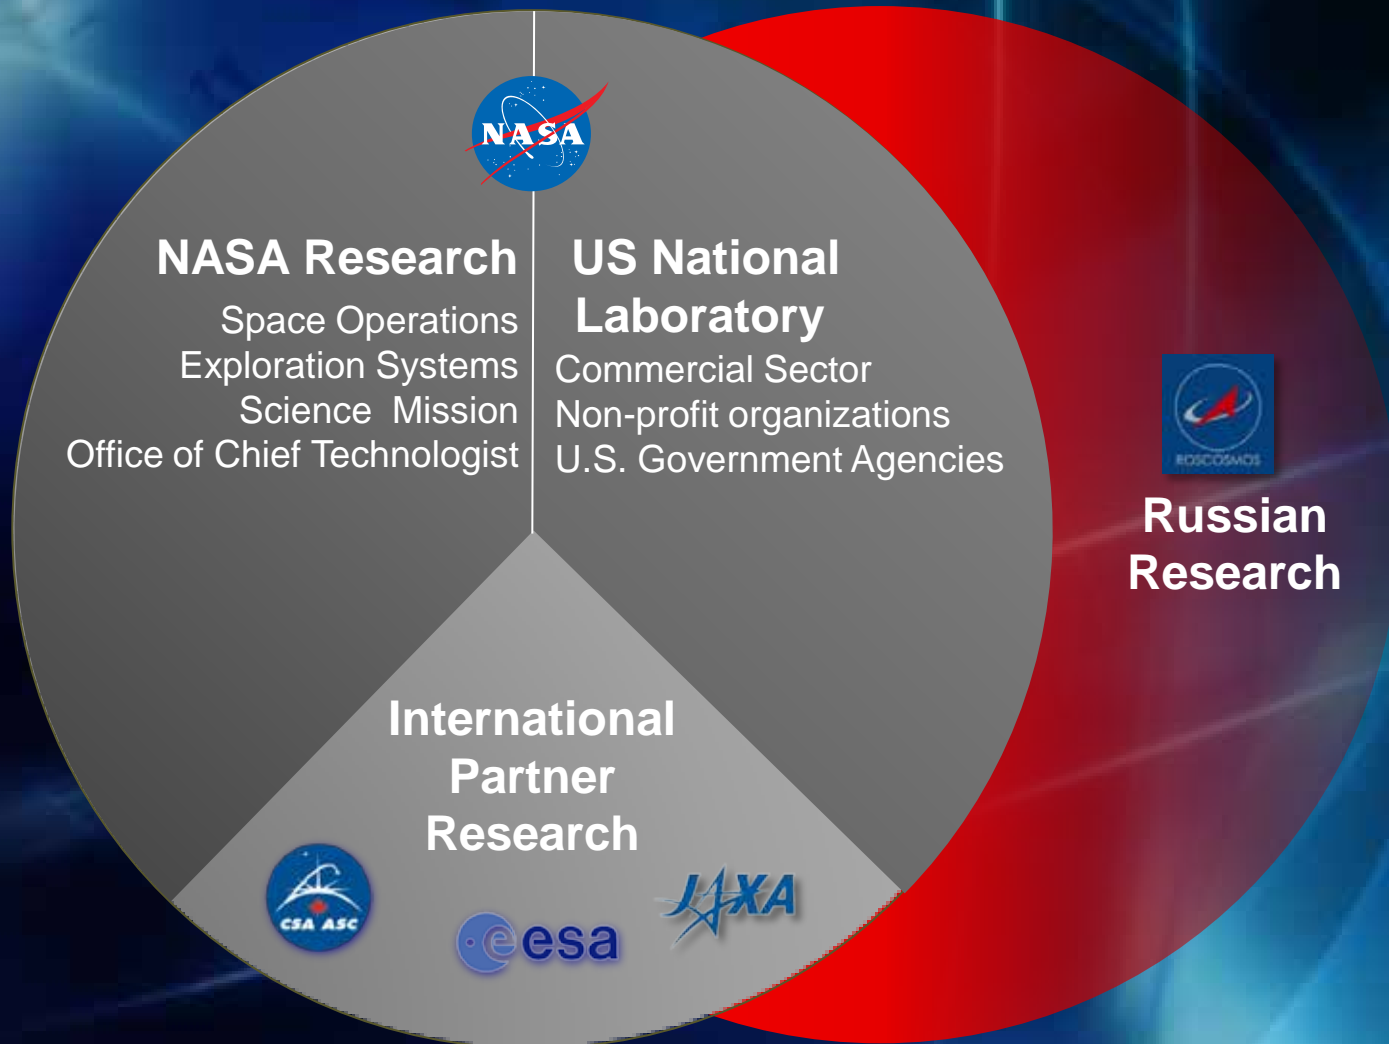 NASA
NASA Research
Space Operations
Exploration Systems
Science  Mission
Office of Chief Technologist
US National
Laboratory
Commercial Sector
Non-profit organizations
U.S. Government Agencies
ROSCOSMOS
Russian
Research
International
Partner
Research
CSA ASC
esa
JAXA